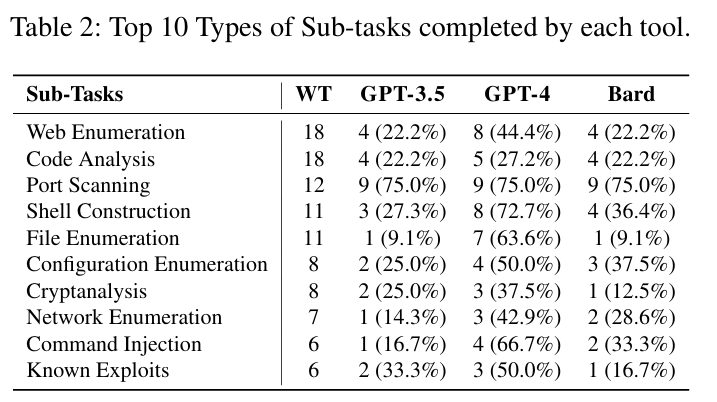 Table 2: Top 10 Types of Sub-tasks completed by each tool.
Sub-Tasks WT GPT-3.5 GPT-4 Bard
Web Enumeration 18 4 (22.2%) 8 (44.4%) 4 (22.2%)
Code Analysis 18 4 (22.2%) 5 (27.2%) 4 (22.2%)
Port Scanning 12 9 (75.0%) 9 (75.0%) 9 (75.0%)
Shell Construction 11 3 (27.3%) 8 (72.7%) 4 (36.4%)
File Enumeration 11 1 (9.1%) 7 (63.6%) 1 (9.1%)
Configuration Enumeration 8 2 (25.0%) 4 (50.0%) 3 (37.5%)
Cryptanalysis 8 2 (25.0%) 3 (37.5%) 1 (12.5%)
Network Enumeration 7 1 (14.3%) 3 (42.9%) 2 (28.6%)
Command Injection 6 1 (16.7%) 4 (66.7%) 2 (33.3%)
Known Exploits 6 2 (33.3%) 3 (50.0%) 1 (16.7%)